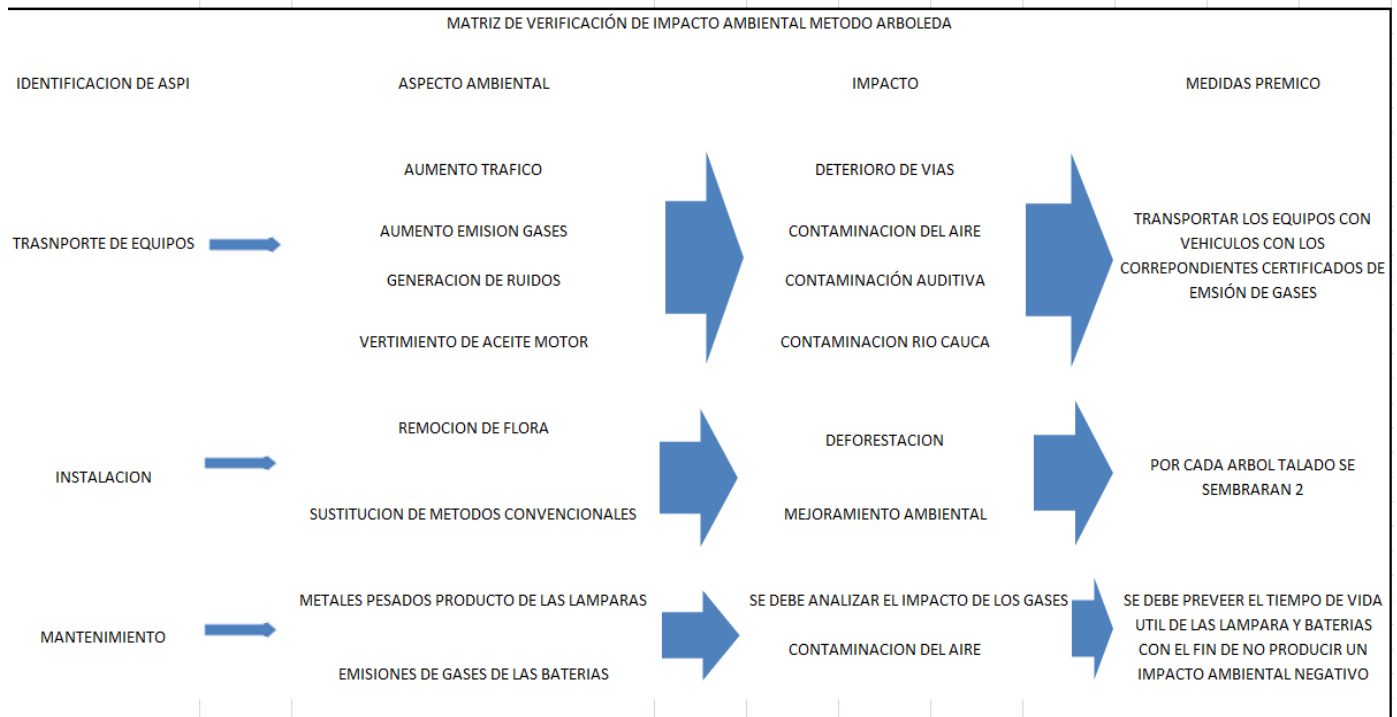 MATRIZ DE VERIFICACIÓN DE IMPACTO AMBIENTAL METODO ARBOLEDA
IDENTIFICACION DE ASPI
ASPECTO AMBIENTAL
IMPACTO
MEDIDAS PREMICO
TRASNPORTE DE EQUIPOS
AUMENTO TRAFICO
AUMENTO EMISION GASES
GENERACION DE RUIDOS
VERTIMIENTO DE ACEITE MOTOR
DETERIORO DE VIAS
CONTAMINACION DEL AIRE
CONTAMINACIÓN AUDITIVA
CONTAMINACION RIO CAUCA
TRANSPORTAR LOS EQUIPOS CON
VEHICULOS CON LOS
CORREPONDIENTES CERTIFICADOS DE
EMSIÓN DE GASES
INSTALACION
REMOCION DE FLORA
SUSTITUCION DE METODOS CONVENCIONALES
DEFORESTACION
MEJORAMIENTO AMBIENTAL
POR CADA ARBOL TALADO SE
SEMBRARAN 2
MANTENIMIENTO
METALES PESADOS PRODUCTO DE LAS LAMPARAS
EMISIONES DE GASES DE LAS BATERIAS
SE DEBE ANALIZAR EL IMPACTO DE LOS GASES
CONTAMINACION DEL AIRE
SE DEBE PREVEER EL TIEMPO DE VIDA
UTIL DE LAS LAMPARA Y BATERIAS
CON EL FIN DE NO PRODUCIR UN
IMPACTO AMBIENTAL NEGATIVO